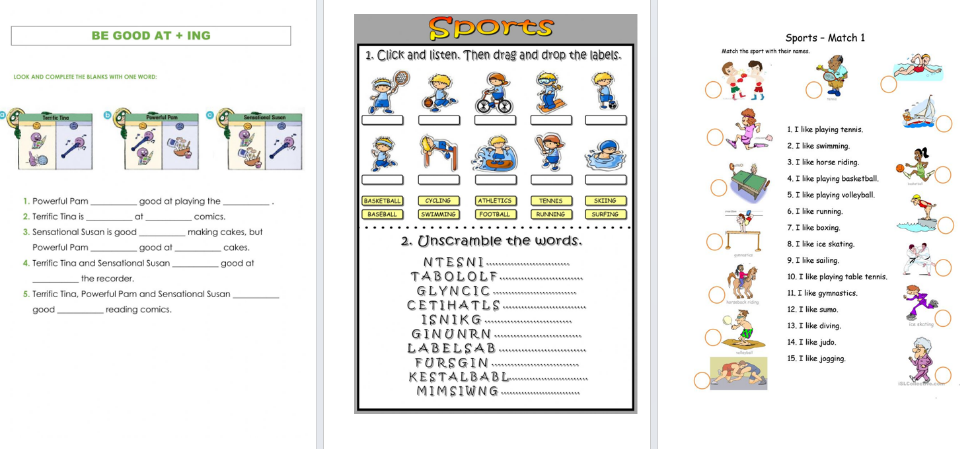 BE GOOD AT + ING
LOOK AND COMPLETE THE BLANKS WITH ONE WORD:
a
Terrific Tina
b
Powerful Pam
c
Sensational Susan
1. Powerful Pam __________ good at playing the __________ .
2. Terrific Tina is __________ at __________ comics.
3. Sensational Susan is good __________ making cakes, but
Powerful Pam __________ good at __________ cakes.
4. Terrific Tina and Sensational Susan __________ good at
__________ the recorder.
5. Terrific Tina, Powerful Pam and Sensational Susan __________
good __________ reading comics.
Sports
1. Click and listen. Then drag and drop the labels.
BASKETBALL CYCLING ATHLETICS TENNIS SKIING
BASEBALL SWIMMING FOOTBALL RUNNING SURFING
2. Unscramble the words.
NTESNI
TABOLOLF
GLYNCIC
CETIHATLS
ISNIKG
GINUNRN
LABELSAB
FURSGIN
KESTALBABL
MIMSIWNG
Sports - Match 1
Match the sport with their names.
1. I like playing tennis.
2. I like swimming.
3. I like horse riding.
4. I like playing basketball.
5. I like playing volleyball.
6. I like running.
7. I like boxing.
8. I like ice skating.
9. I like sailing.
10. I like playing table tennis.
11. I like gymnastics.
12. I like sumo.
13. I like diving.
14. I like judo.
15. I like jogging.
gymnastics
horseback riding
volleyball
ice skating